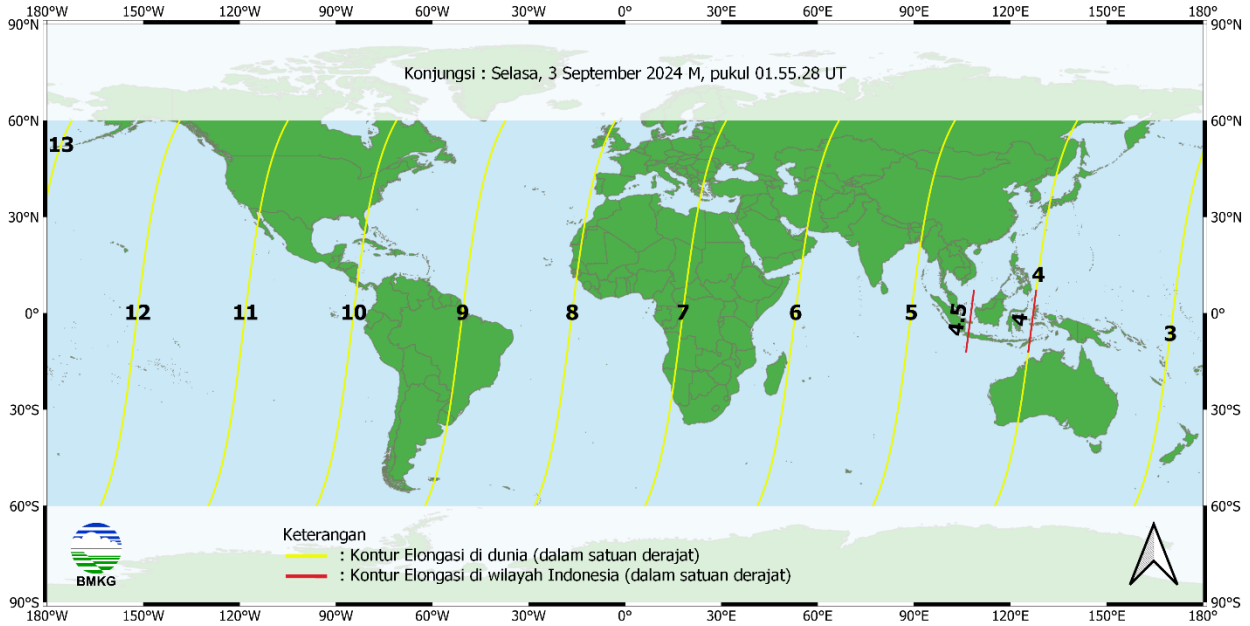 180°W 150°W 120°W 90°W 60°W 30°W 0° 30°E 60°E 90°E 120°E 150°E 180°
90°N 90°N
Konjungsi : Selasa, 3 September 2024 M, pukul 01.55.28 UT
60°N 60°N
13
30°N 30°N
4
0° 12 11 10 9 8 7 6 5 4.5 4 3 0°
30°S 30°S
60°S 60°S
Keterangan
: Kontur Elongasi di dunia (dalam satuan derajat)
: Kontur Elongasi di wilayah Indonesia (dalam satuan derajat)
BMKG
90°S 90°S
180°W 150°W 120°W 90°W 60°W 30°W 0° 30°E 60°E 90°E 120°E 150°E 180°